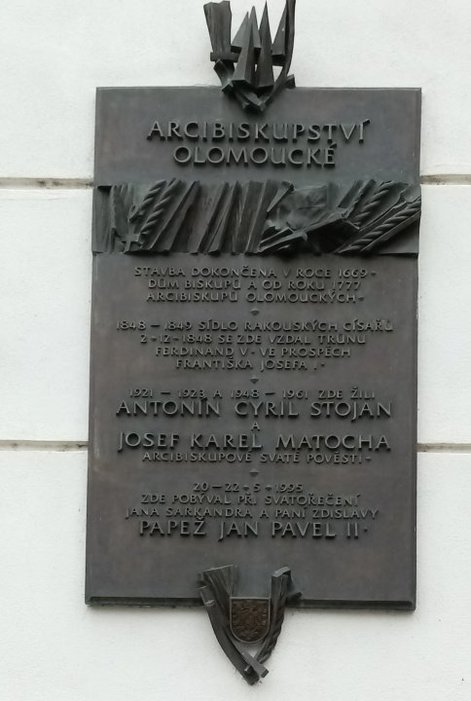 ARCIBISKUPSTVÍ
OLOMOUCKÉ
STAVBA DOKONČENA V ROCE 1669 -
DŮM BISKUPŮ A OD ROKU 1777
ARCIBISKUPŮ OLOMOUCKÝCH -
1848 - 1849 SÍDLO RAKOUSKÝCH CÍSAŘŮ
2 - 12 - 1848 SE ZDE VZDAL TRŮNU
FERDINAND V - VE PROSPĚCH
FRANTIŠKA JOSEFA I -
1921 - 1923 A 1948 - 1961 ZDE ŽILI
ANTONÍN CYRIL STOJAN
A
JOSEF KAREL MATOCHA
ARCIBISKUPOVÉ SVATÉ POVĚSTI -
20 - 22 - 5 - 1995
ZDE POBÝVAL PŘI SVATOŘEČENÍ
JANA SARKANDRA A PANÍ ZDISLAVY
PAPEŽ JAN PAVEL II -